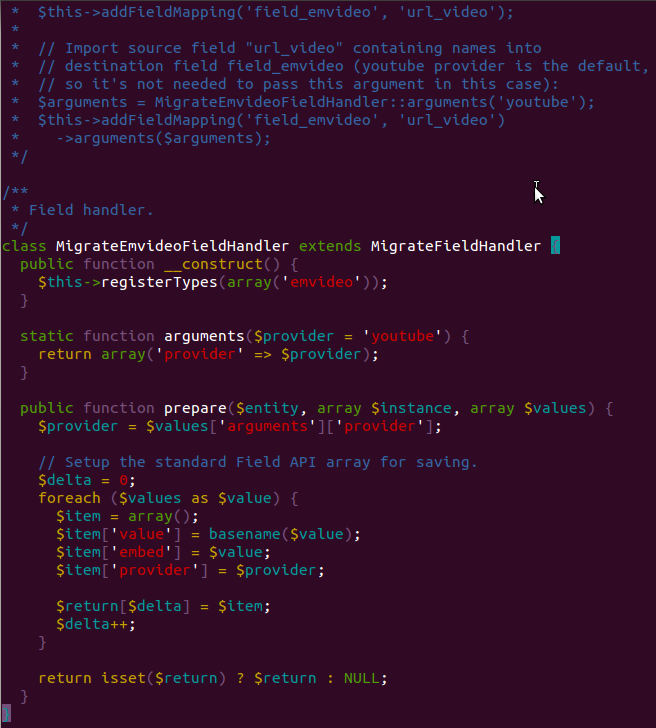 *  $this->addFieldMapping('field_emvideo', 'url_video');
 *
 *  // Import source field "url_video" containing names into
 *  // destination field field_emvideo (youtube provider is the default,
 *  // so it's not needed to pass this argument in this case):
 *  $arguments = MigrateEmvideoFieldHandler::arguments('youtube');
 *  $this->addFieldMapping('field_emvideo', 'url_video')
 *    ->arguments($arguments);
 */

/**
 * Field handler.
 */
class MigrateEmvideoFieldHandler extends MigrateFieldHandler {
  public function __construct() {
    $this->registerTypes(array('emvideo'));
  }

  static function arguments($provider = 'youtube') {
    return array('provider' => $provider);
  }

  public function prepare($entity, array $instance, array $values) {
    $provider = $values['arguments']['provider'];

    // Setup the standard Field API array for saving.
    $delta = 0;
    foreach ($values as $value) {
      $item = array();
      $item['value'] = basename($value);
      $item['embed'] = $value;
      $item['provider'] = $provider;

      $return[$delta] = $item;
      $delta++;
    }

    return isset($return) ? $return : NULL;
  }
}